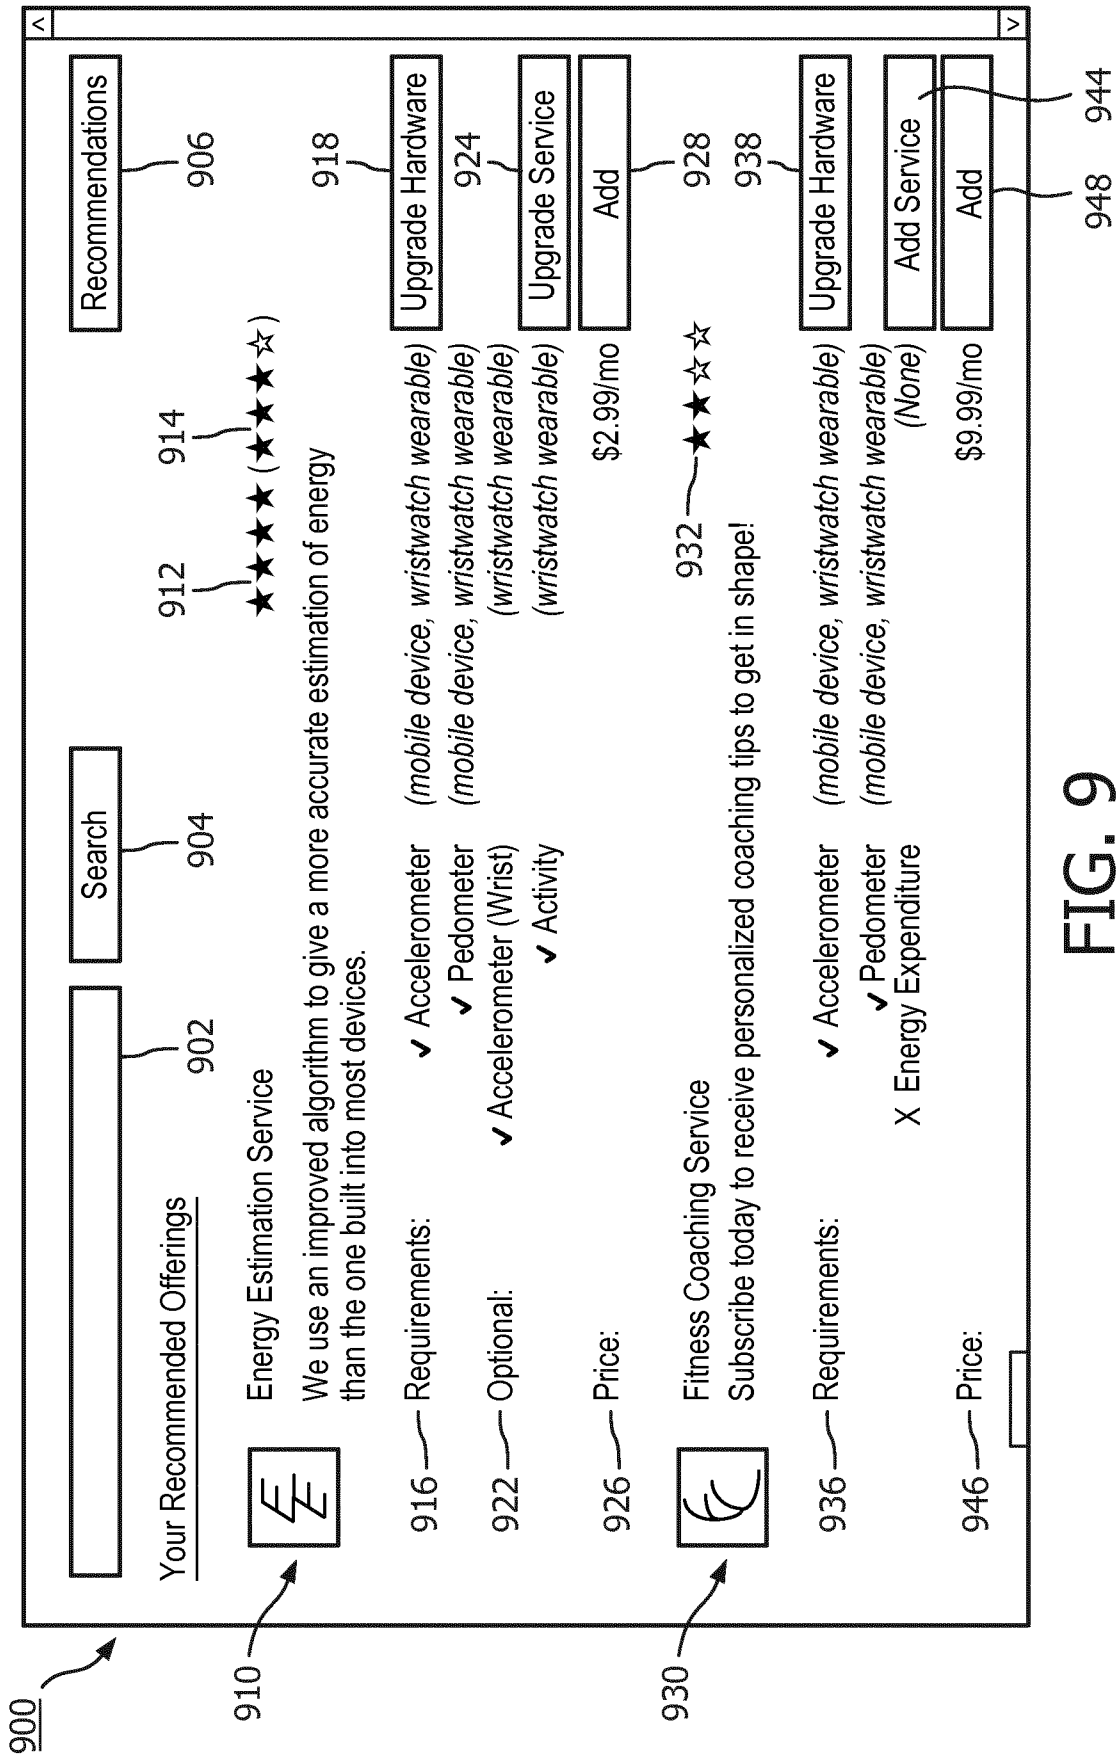 900
Search
Recommendations
902
904
906
Your Recommended Offerings
912
914
910
EE
Energy Estimation Service
★★★★ (★★★☆)
We use an improved algorithm to give a more accurate estimation of energy
than the one built into most devices.
918
916
Requirements:
✔ Accelerometer
(mobile device, wristwatch wearable)
Upgrade Hardware
✔ Pedometer
(mobile device, wristwatch wearable)
924
922
Optional:
✔ Accelerometer (Wrist)
(wristwatch wearable)
✔ Activity
(wristwatch wearable)
Upgrade Service
926
Price:
$2.99/mo
Add
928
930
932
Fitness Coaching Service
★★☆☆
Subscribe today to receive personalized coaching tips to get in shape!
938
936
Requirements:
✔ Accelerometer
(mobile device, wristwatch wearable)
Upgrade Hardware
✔ Pedometer
(mobile device, wristwatch wearable)
X Energy Expenditure
(None)
Add Service
944
946
Price:
$9.99/mo
Add
948
FIG. 9